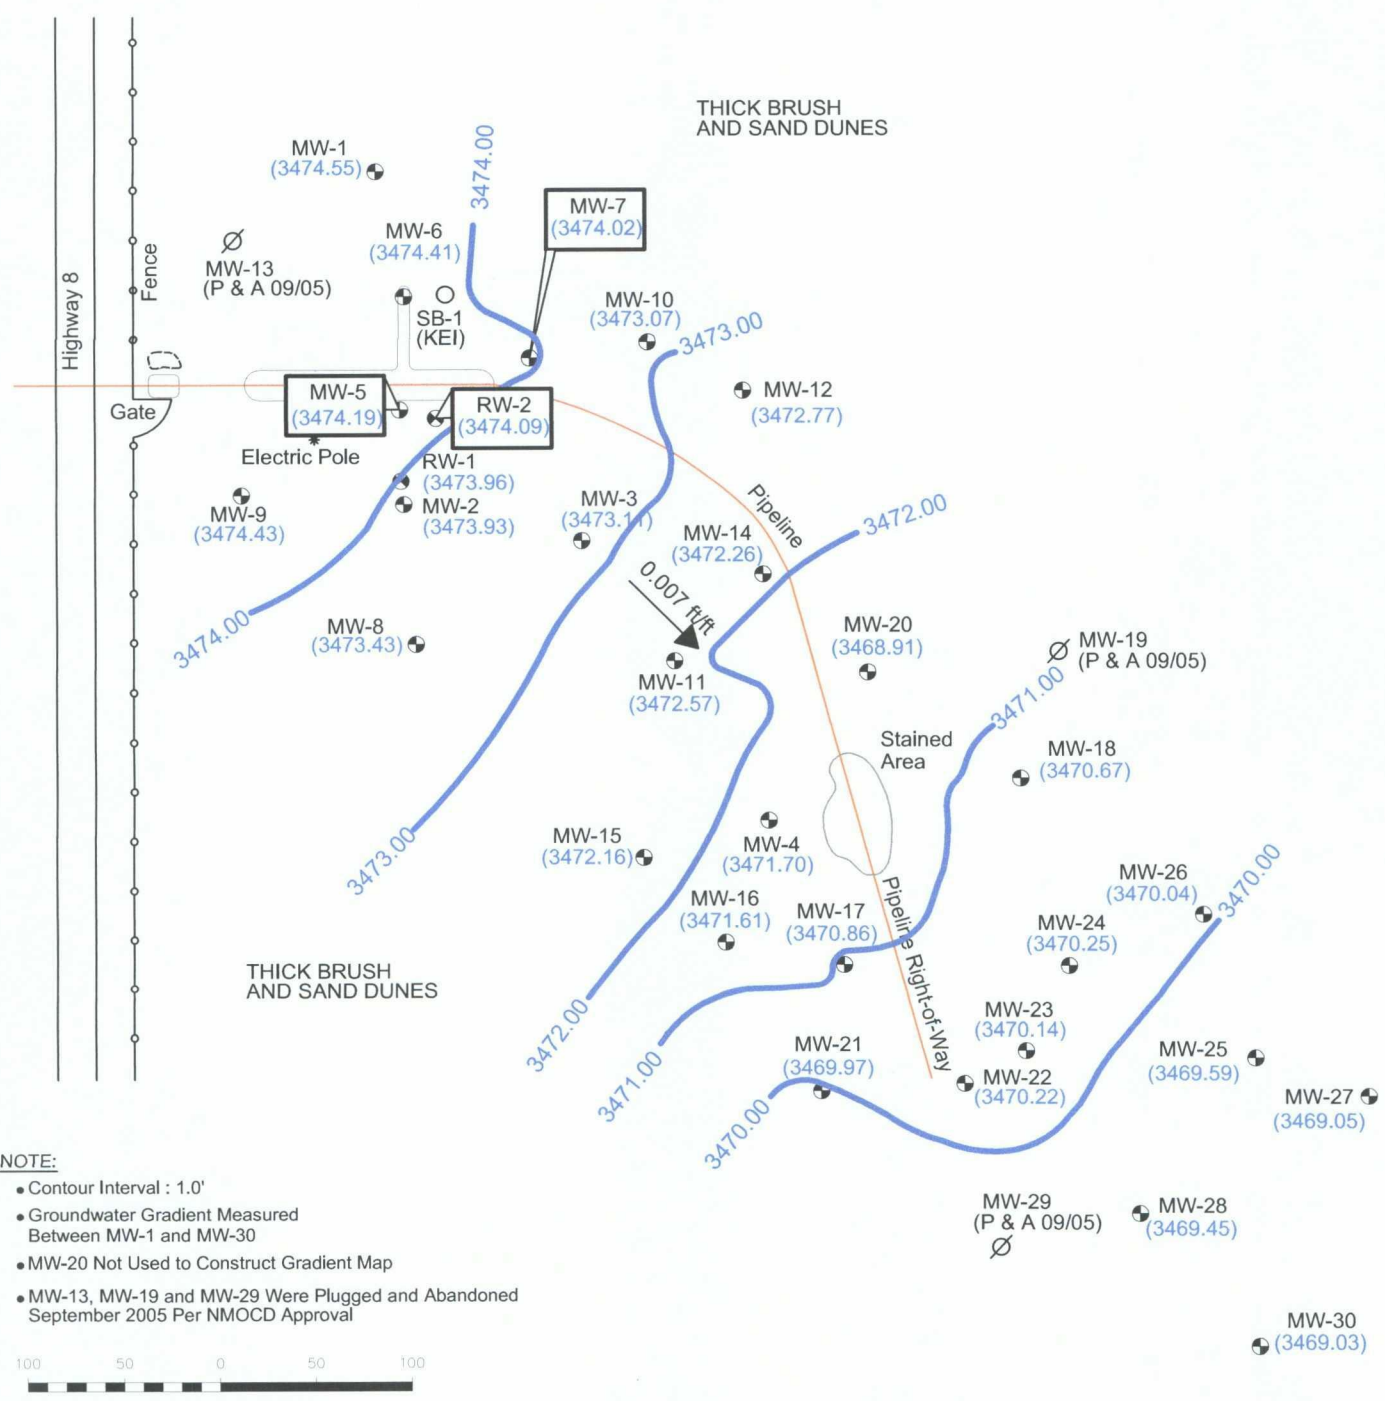 THICK BRUSH
AND SAND DUNES
MW-1
(3474.55)
3474.00
MW-7
(3474.02)
MW-6
(3474.41)
MW-13
(P & A 09/05)
Fence
Highway 8
SB-1
(KEI)
MW-10
(3473.07)
3473.00
MW-12
(3472.77)
MW-5
(3474.19)
RW-2
(3474.09)
Gate
Electric Pole
RW-1
(3473.96)
MW-2
(3473.93)
MW-9
(3474.43)
MW-3
(3473.11)
Pipeline
MW-14
(3472.26)
3472.00
0.007 ft/ft
3474.00
MW-8
(3473.43)
MW-20
(3468.91)
MW-19
(P & A 09/05)
MW-11
(3472.57)
3471.00
Stained
Area
MW-18
(3470.67)
3473.00
MW-15
(3472.16)
MW-4
(3471.70)
MW-26
(3470.04)
3470.00
MW-16
(3471.61)
MW-17
(3470.86)
Pipeline Right-of-Way
MW-24
(3470.25)
THICK BRUSH
AND SAND DUNES
3472.00
3471.00
MW-23
(3470.14)
MW-21
(3469.97)
MW-22
(3470.22)
MW-25
(3469.59)
MW-27
(3469.05)
3470.00
MW-29
(P & A 09/05)
MW-28
(3469.45)
MW-30
(3469.03)
NOTE:
• Contour Interval : 1.0'
• Groundwater Gradient Measured
Between MW-1 and MW-30
• MW-20 Not Used to Construct Gradient Map
• MW-13, MW-19 and MW-29 Were Plugged and Abandoned
September 2005 Per NMOCD Approval
100 50 0 50 100